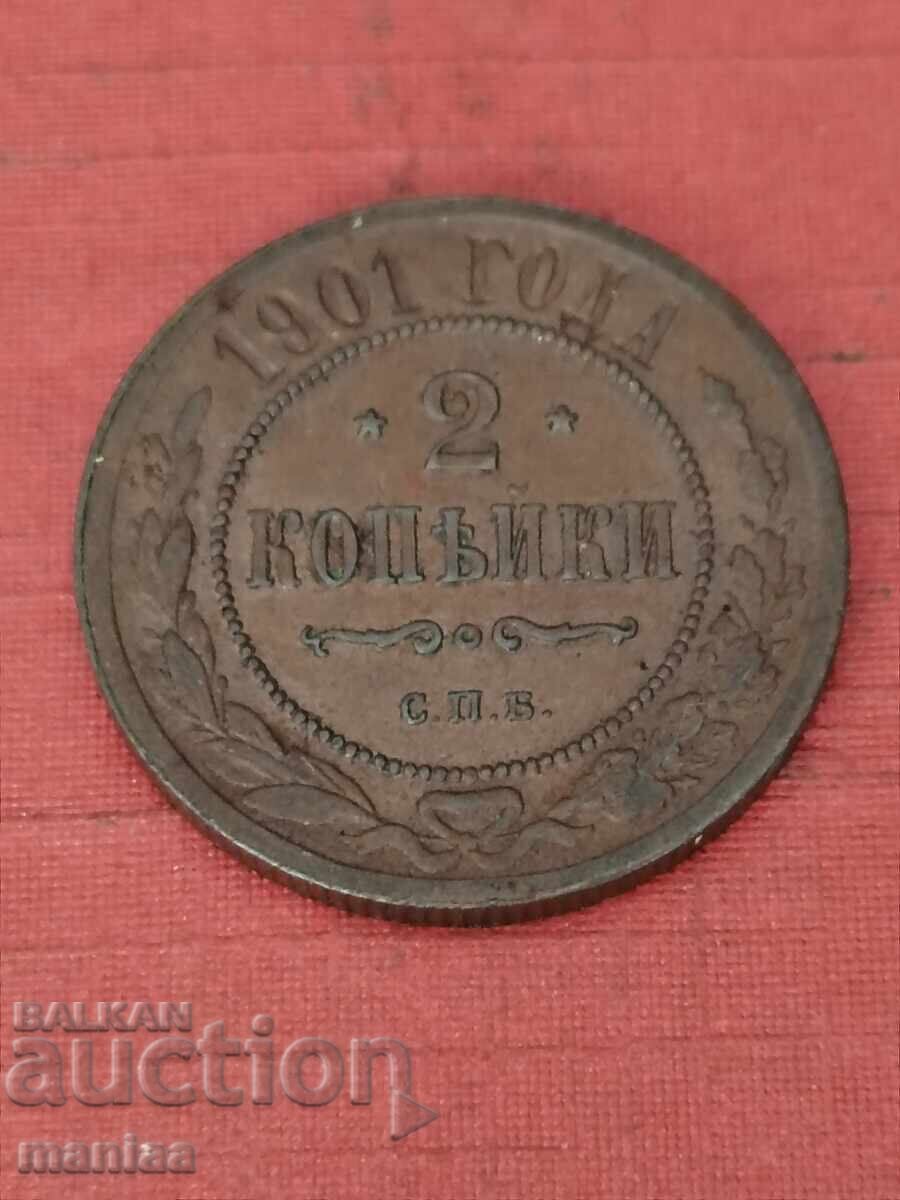 1901 ГОДА
2
КОПѢЙКИ
С.П.Б.
BALKAN
auction
maniaa